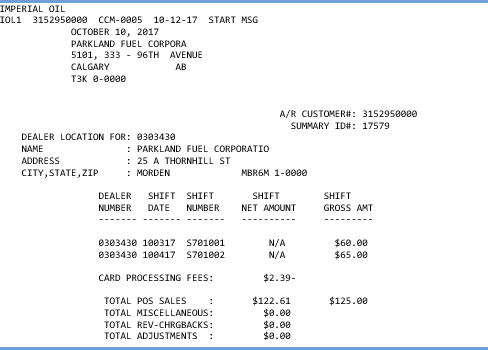 IMPERIAL OIL
IOL1 3152950000 CCM-0005 10-12-17 START MSG
OCTOBER 10, 2017
PARKLAND FUEL CORPORA
5101, 333 - 96TH AVENUE
CALGARY AB
T3K 0-0000
A/R CUSTOMER#: 3152950000
SUMMARY ID#: 17579
DEALER LOCATION FOR: 0303430
NAME : PARKLAND FUEL CORPORATIO
ADDRESS : 25 A THORNHILL ST
CITY,STATE,ZIP : MORDEN MBR6M 1-0000
DEALER SHIFT SHIFT SHIFT SHIFT
NUMBER DATE NUMBER NET AMOUNT GROSS AMT
------- ------- ------- ---------- ---------
0303430 100317 S701001 N/A $60.00
0303430 100417 S701002 N/A $65.00
CARD PROCESSING FEES: $2.39-
TOTAL POS SALES : $122.61 $125.00
TOTAL MISCELLANEOUS: $0.00
TOTAL REV-CHRGBACKS: $0.00
TOTAL ADJUSTMENTS : $0.00